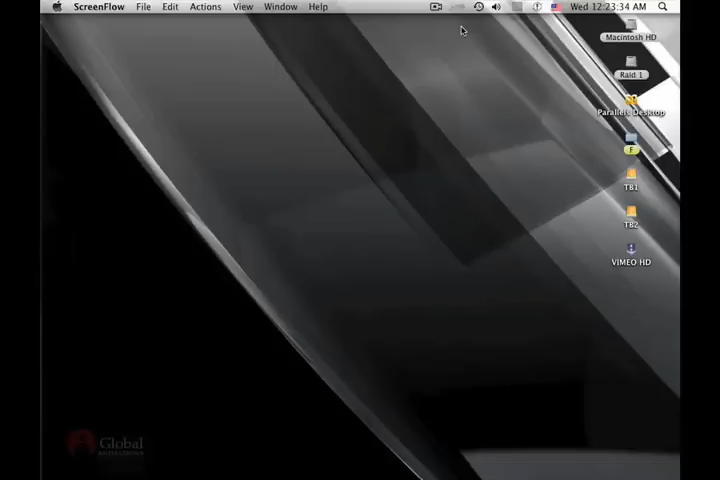 ScreenFlow File Edit Actions View Window Help Wed 12:23:34 AM
Macintosh HD
Raid 1
Parallels Desktop
F
TB1
TB2
VIMEO HD
Global